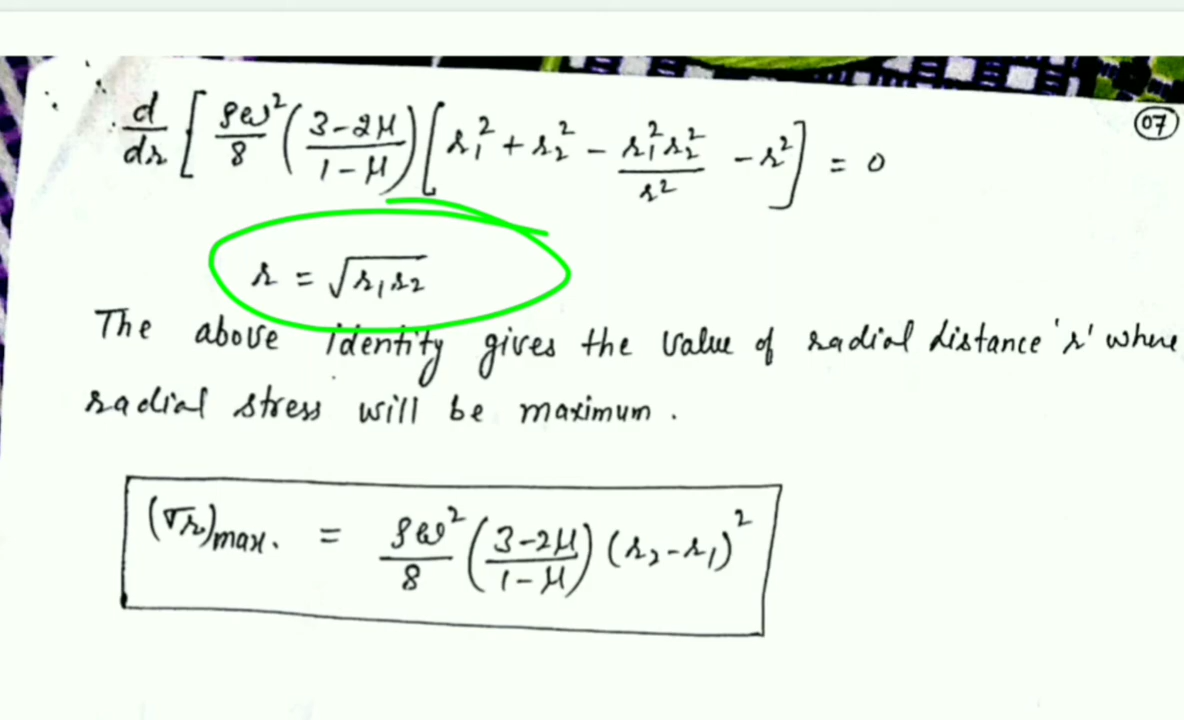 07
d/dr [ ρω²/8 (3-2μ / 1-μ) [ r₁² + r₂² - r₁²r₂²/r² - r² ] = 0
r = √r₁r₂
The above identity gives the value of radial distance 'r' where
radial stress will be maximum.
(σr)max. = ρω²/8 (3-2μ / 1-μ) (r₂-r₁)²